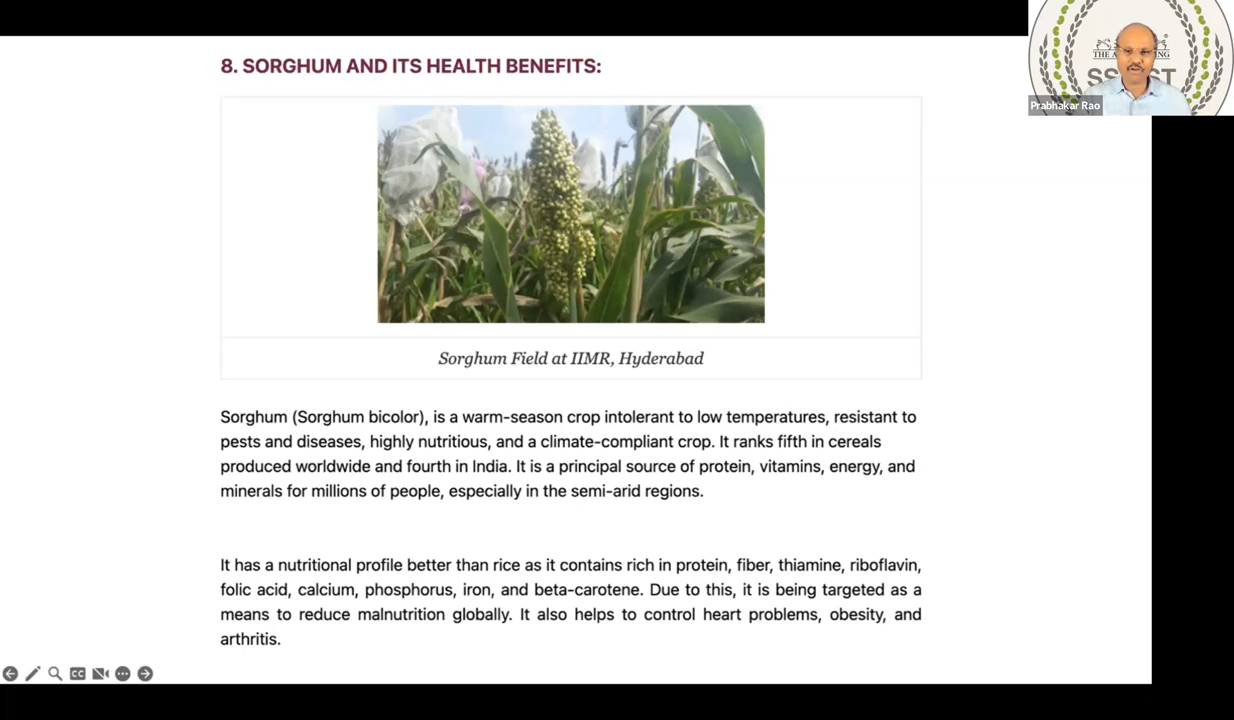 8. SORGHUM AND ITS HEALTH BENEFITS:
Prabhakar Rao
Sorghum Field at IIMR, Hyderabad
Sorghum (Sorghum bicolor), is a warm-season crop intolerant to low temperatures, resistant to
pests and diseases, highly nutritious, and a climate-compliant crop. It ranks fifth in cereals
produced worldwide and fourth in India. It is a principal source of protein, vitamins, energy, and
minerals for millions of people, especially in the semi-arid regions.
It has a nutritional profile better than rice as it contains rich in protein, fiber, thiamine, riboflavin,
folic acid, calcium, phosphorus, iron, and beta-carotene. Due to this, it is being targeted as a
means to reduce malnutrition globally. It also helps to control heart problems, obesity, and
arthritis.
CC